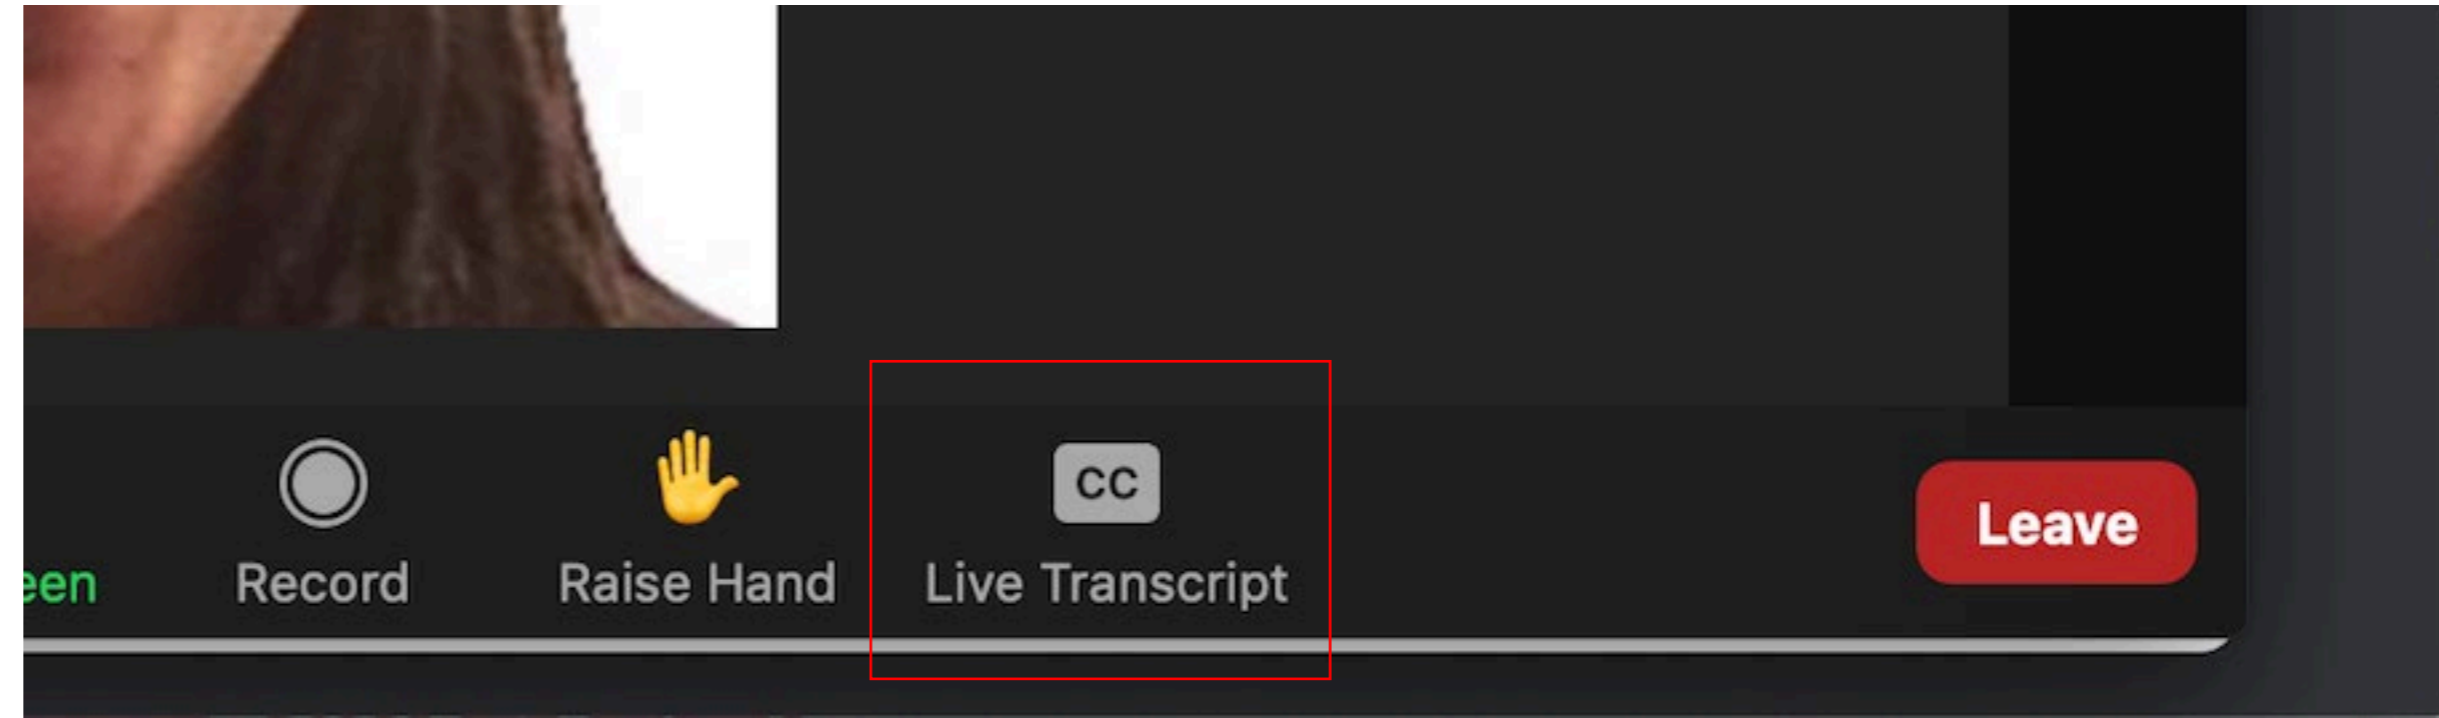 CC
Leave
een
Record
Raise Hand
Live Transcript